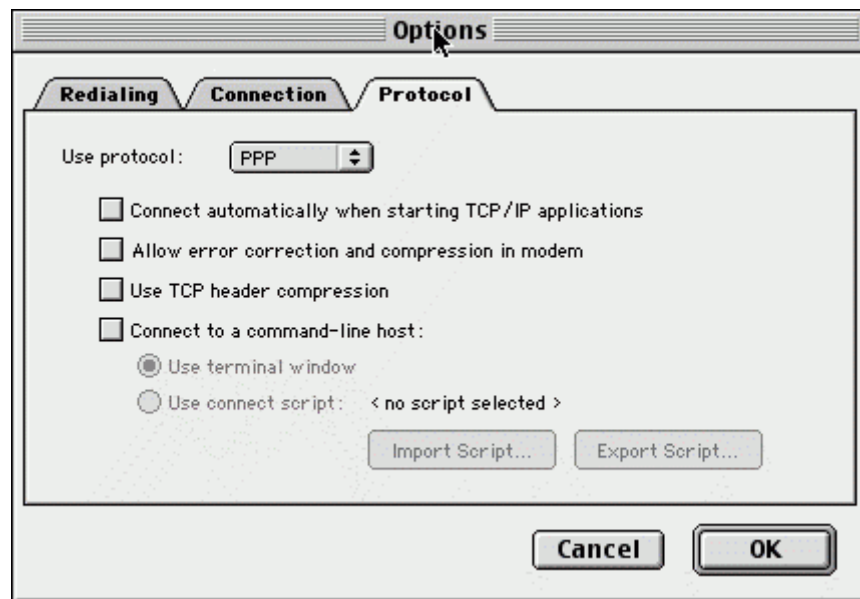 Options
Redialing Connection Protocol
Use protocol: PPP
Connect automatically when starting TCP/IP applications
Allow error correction and compression in modem
Use TCP header compression
Connect to a command-line host:
Use terminal window
Use connect script: < no script selected >
Import Script... Export Script...
Cancel OK